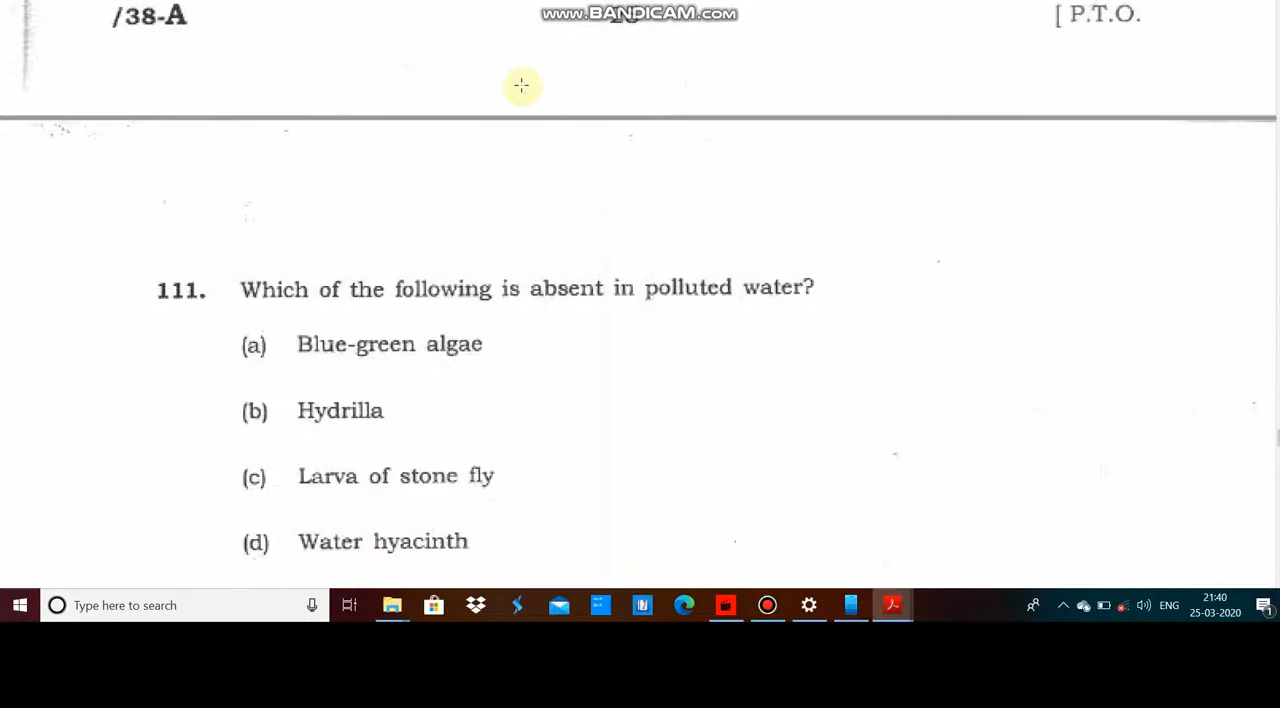 /38-A
www.BANDICAM.com
[ P.T.O.
111. Which of the following is absent in polluted water?
(a) Blue-green algae
(b) Hydrilla
(c) Larva of stone fly
(d) Water hyacinth
Type here to search
ENG
21:40
25-03-2020
1